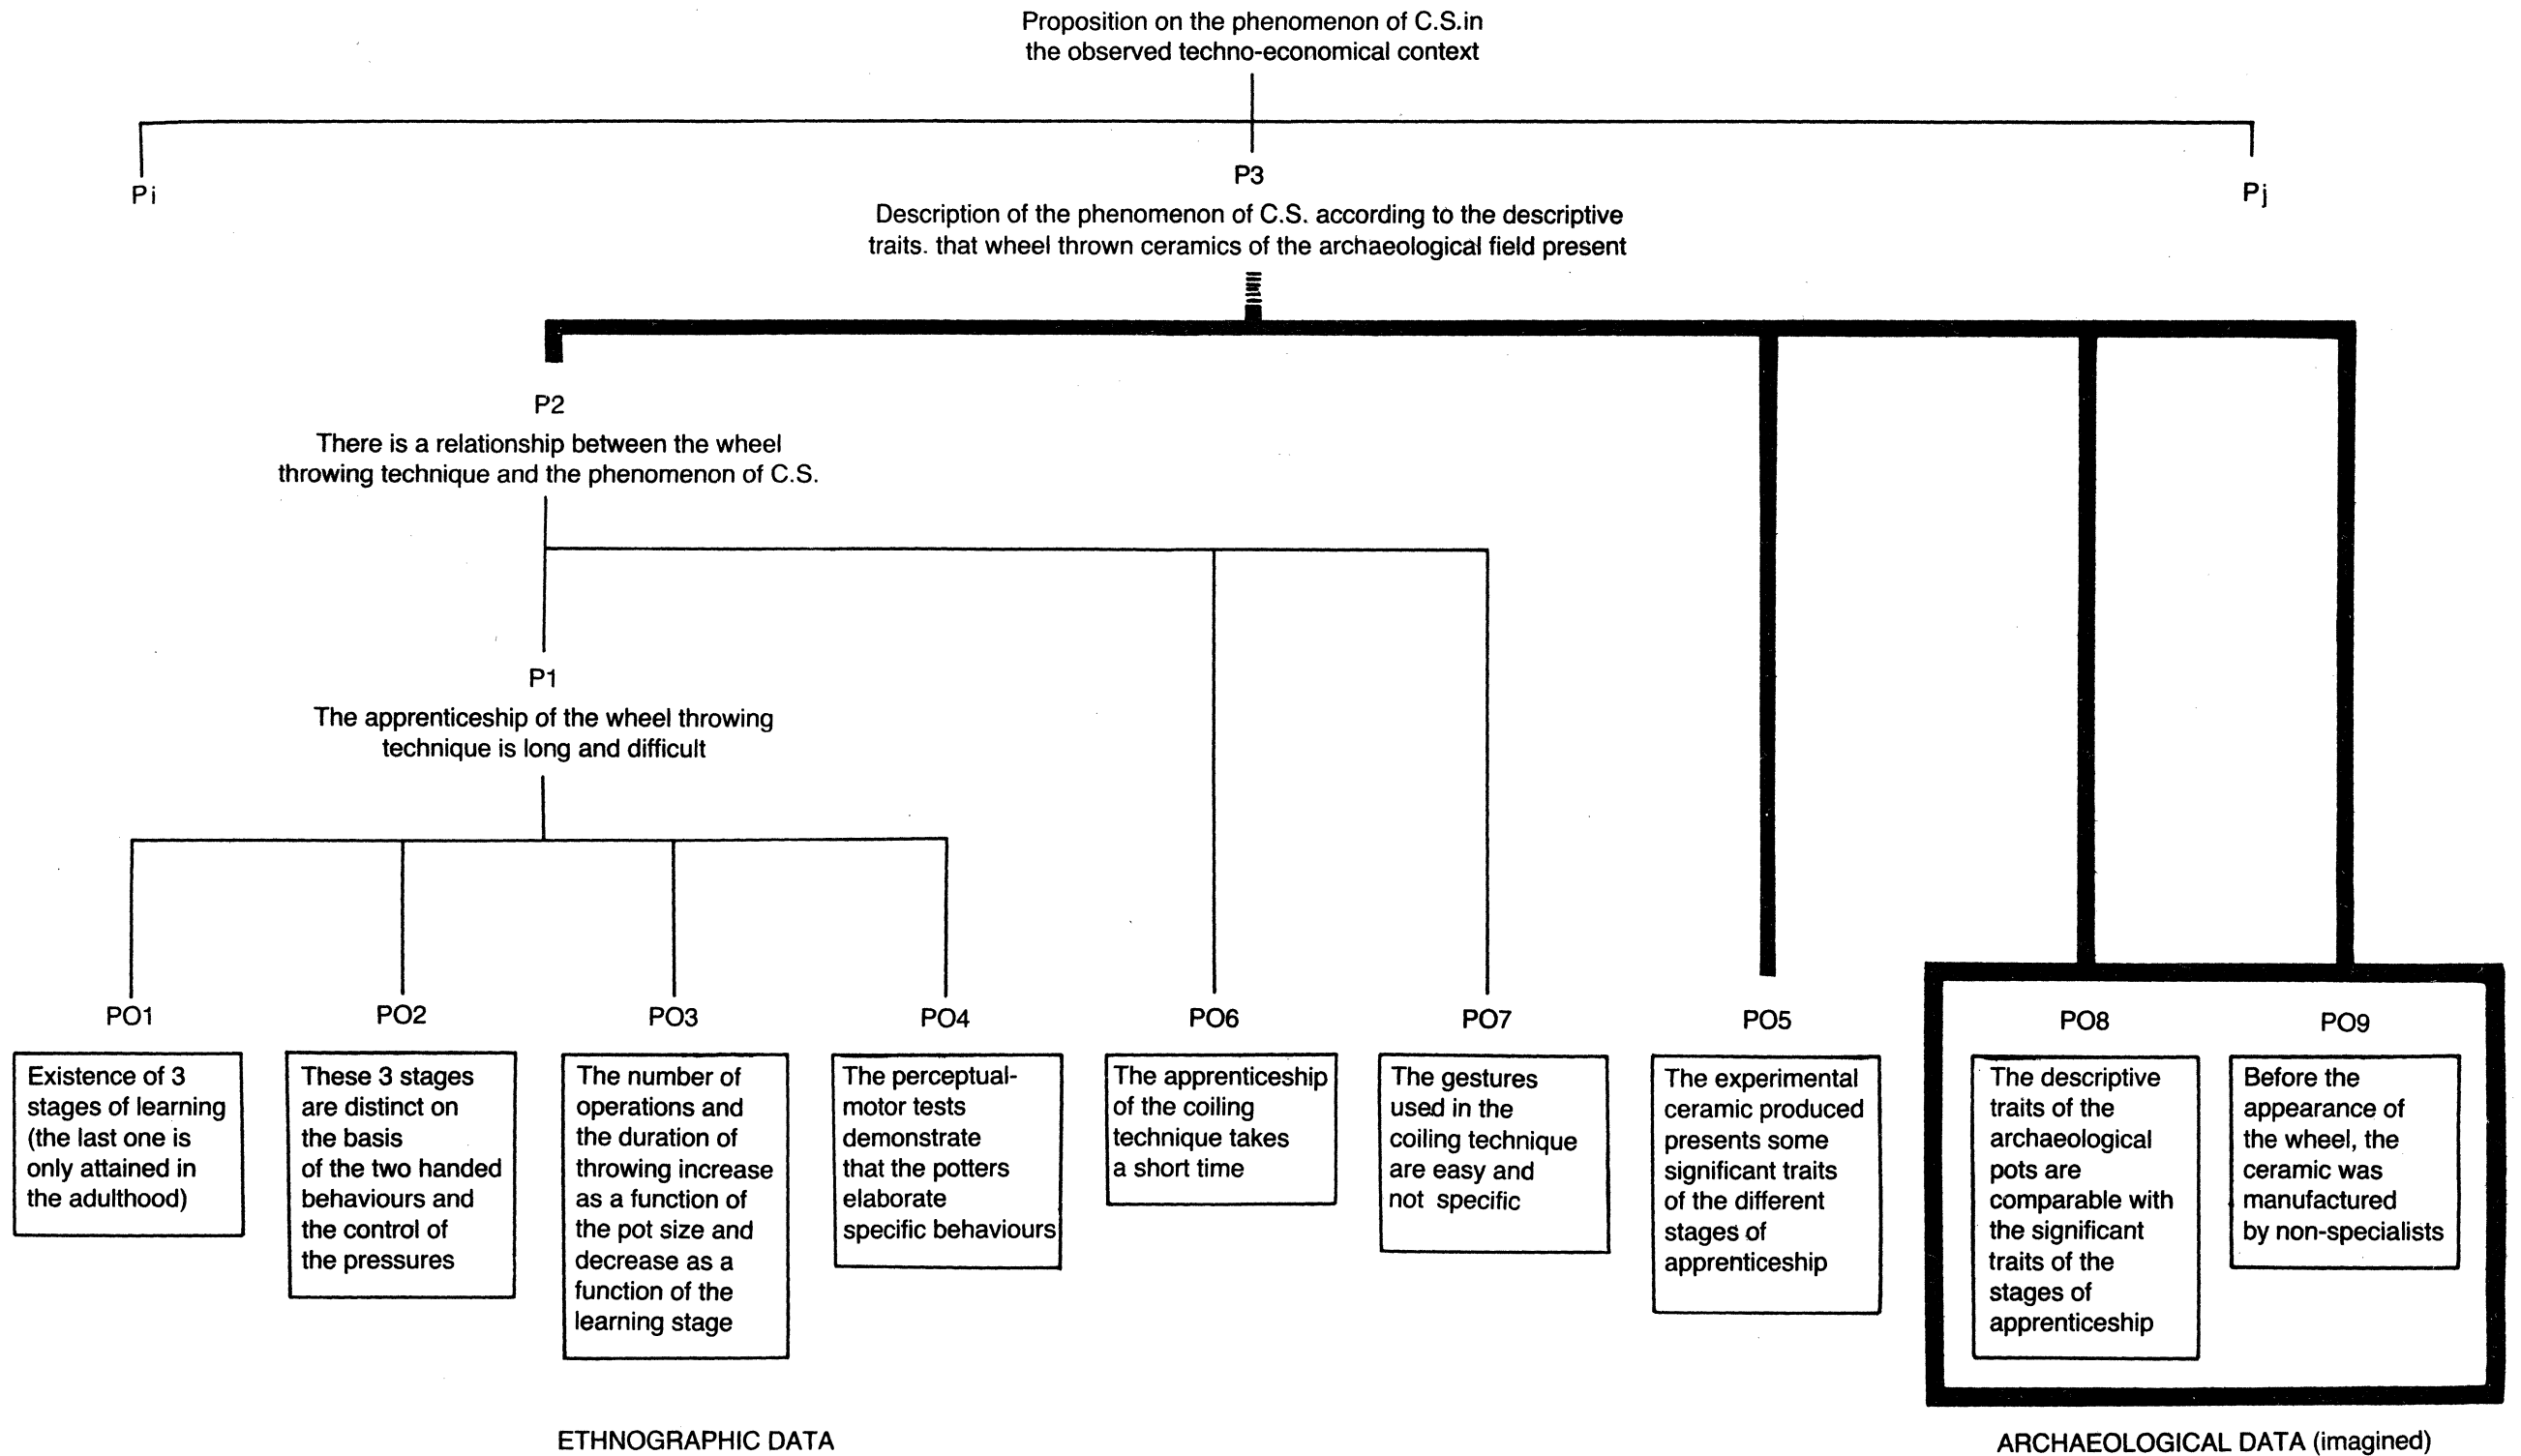 Proposition on the phenomenon of C.S.in
the observed techno-economical context
Pi
P3
Pj
Description of the phenomenon of C.S. according to the descriptive
traits. that wheel thrown ceramics of the archaeological field present
P2
There is a relationship between the wheel
throwing technique and the phenomenon of C.S.
P1
The apprenticeship of the wheel throwing
technique is long and difficult
PO1
Existence of 3
stages of learning
(the last one is
only attained in
the adulthood)
PO2
These 3 stages
are distinct on
the basis
of the two handed
behaviours and
the control of
the pressures
PO3
The number of
operations and
the duration of
throwing increase
as a function of
the pot size and
decrease as a
function of the
learning stage
PO4
The perceptual-
motor tests
demonstrate
that the potters
elaborate
specific behaviours
PO6
The apprenticeship
of the coiling
technique takes
a short time
PO7
The gestures
used in the
coiling technique
are easy and
not specific
PO5
The experimental
ceramic produced
presents some
significant traits
of the different
stages of
apprenticeship
PO8
The descriptive
traits of the
archaeological
pots are
comparable with
the significant
traits of the
stages of
apprenticeship
PO9
Before the
appearance of
the wheel, the
ceramic was
manufactured
by non-specialists
ETHNOGRAPHIC DATA
ARCHAEOLOGICAL DATA (imagined)